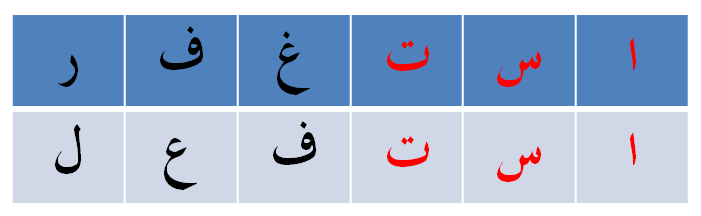 ا س ت غ ف ر
ا س ت ف ع ل